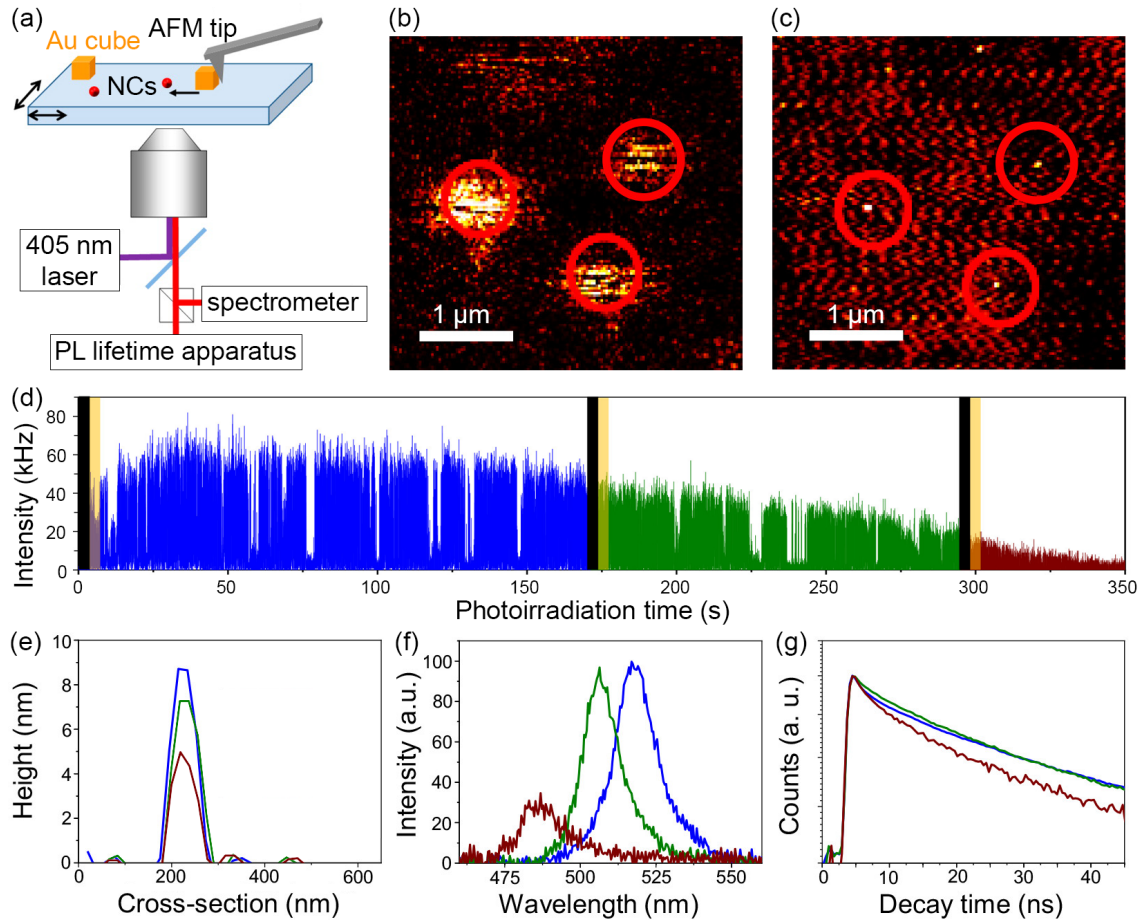 (a)
Au cube
AFM tip
NCs
405 nm
laser
spectrometer
PL lifetime apparatus
(b)
1 µm
(c)
1 µm
(d)
Intensity (kHz)
80
60
40
20
0
0 50 100 150 200 250 300 350
Photoirradiation time (s)
(e)
Height (nm)
10
8
6
4
2
0
0 200 400 600
Cross-section (nm)
(f)
Intensity (a.u.)
100
80
60
40
20
0
475 500 525 550
Wavelength (nm)
(g)
Counts (a. u.)
0 10 20 30 40
Decay time (ns)